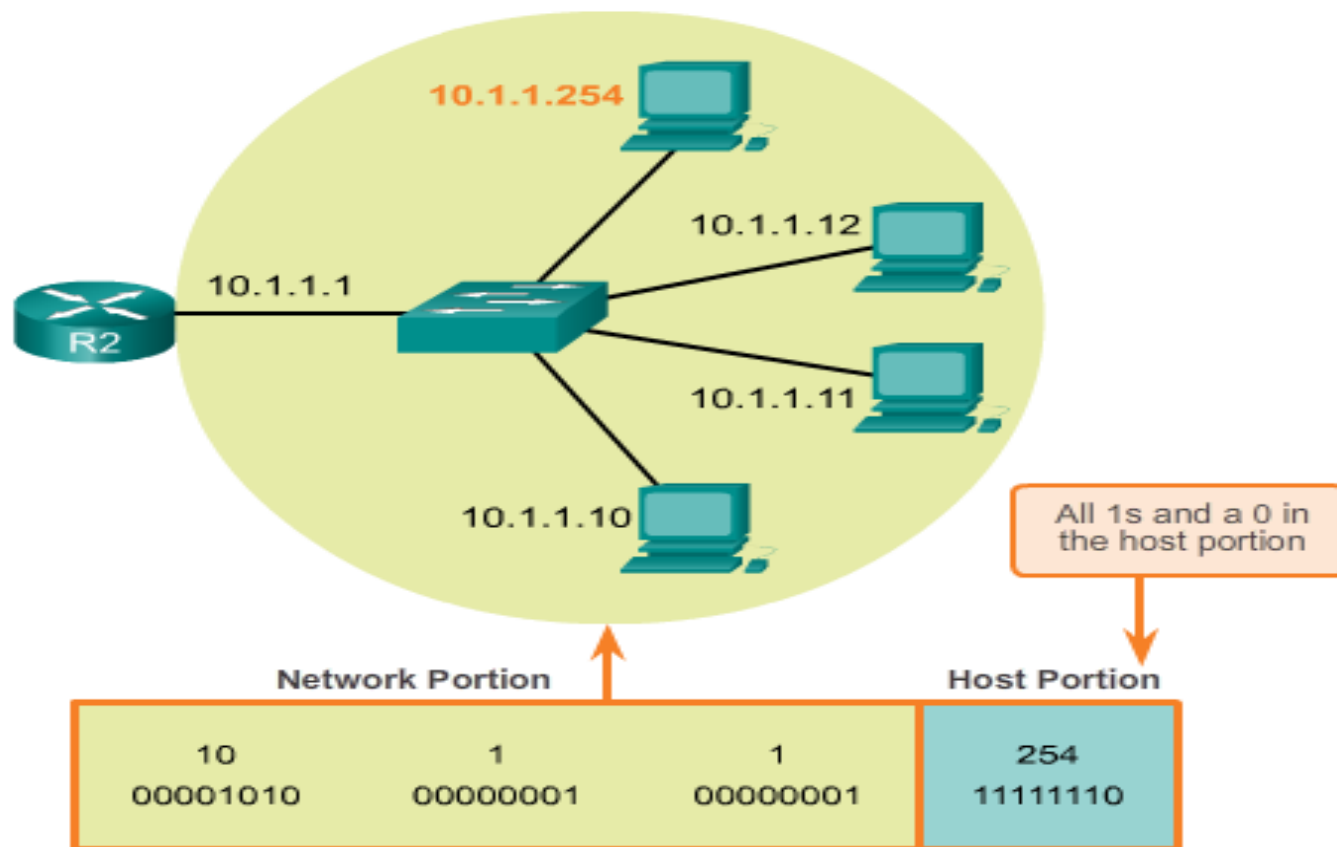 10.1.1.254
10.1.1.12
10.1.1.1
R2
10.1.1.11
10.1.1.10
All 1s and a 0 in
the host portion
Network Portion Host Portion
10 1 1 254
00001010 00000001 00000001 11111110